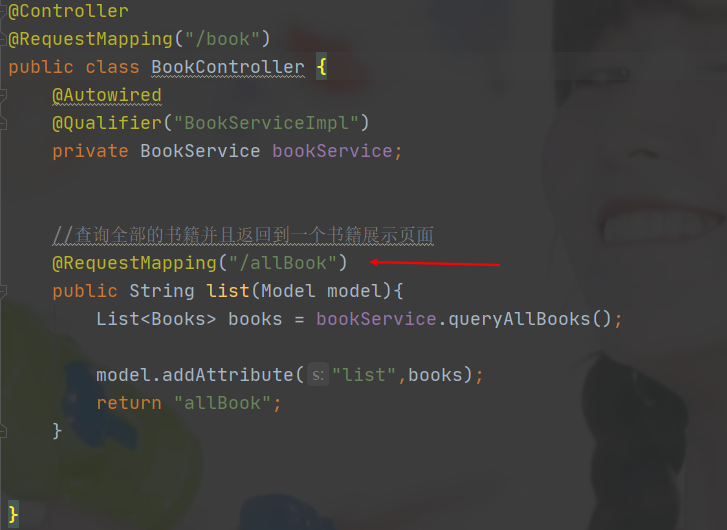 @Controller
@RequestMapping("/book")
public class BookController {
@Autowired
@Qualifier("BookServiceImpl")
private BookService bookService;
//查询全部的书籍并且返回到一个书籍展示页面
@RequestMapping("/allBook")
public String list(Model model){
List<Books> books = bookService.queryAllBooks();
model.addAttribute( s: "list",books);
return "allBook";
}
}